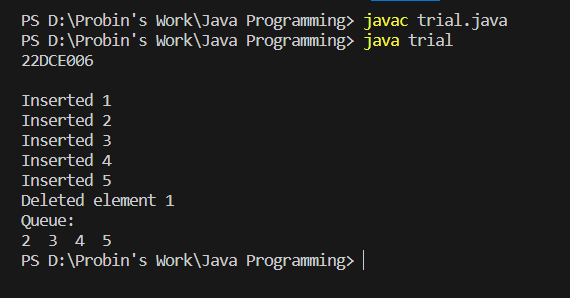 PS D:\Probin's Work\Java Programming> javac trial.java
PS D:\Probin's Work\Java Programming> java trial
22DCE006
Inserted 1
Inserted 2
Inserted 3
Inserted 4
Inserted 5
Deleted element 1
Queue:
2  3  4  5
PS D:\Probin's Work\Java Programming>